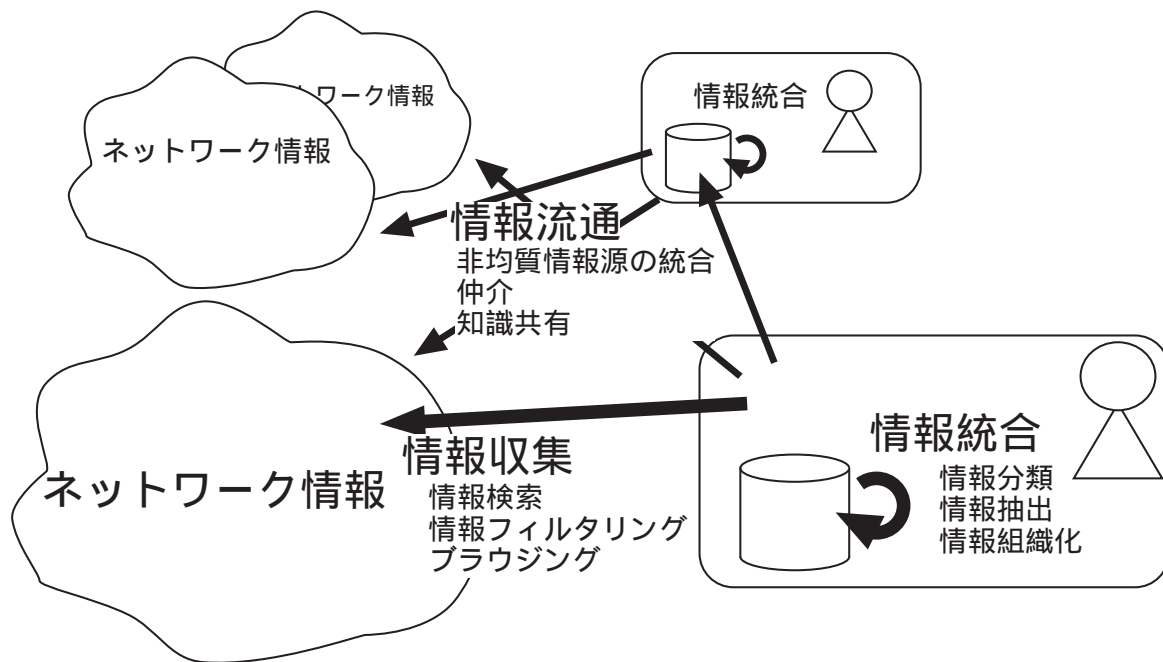 トワーク情報
ネットワーク情報
情報統合
情報流通
非均質情報源の統合
仲介
知識共有
ネットワーク情報
情報収集
情報検索
情報フィルタリング
ブラウジング
情報統合
情報分類
情報抽出
情報組織化